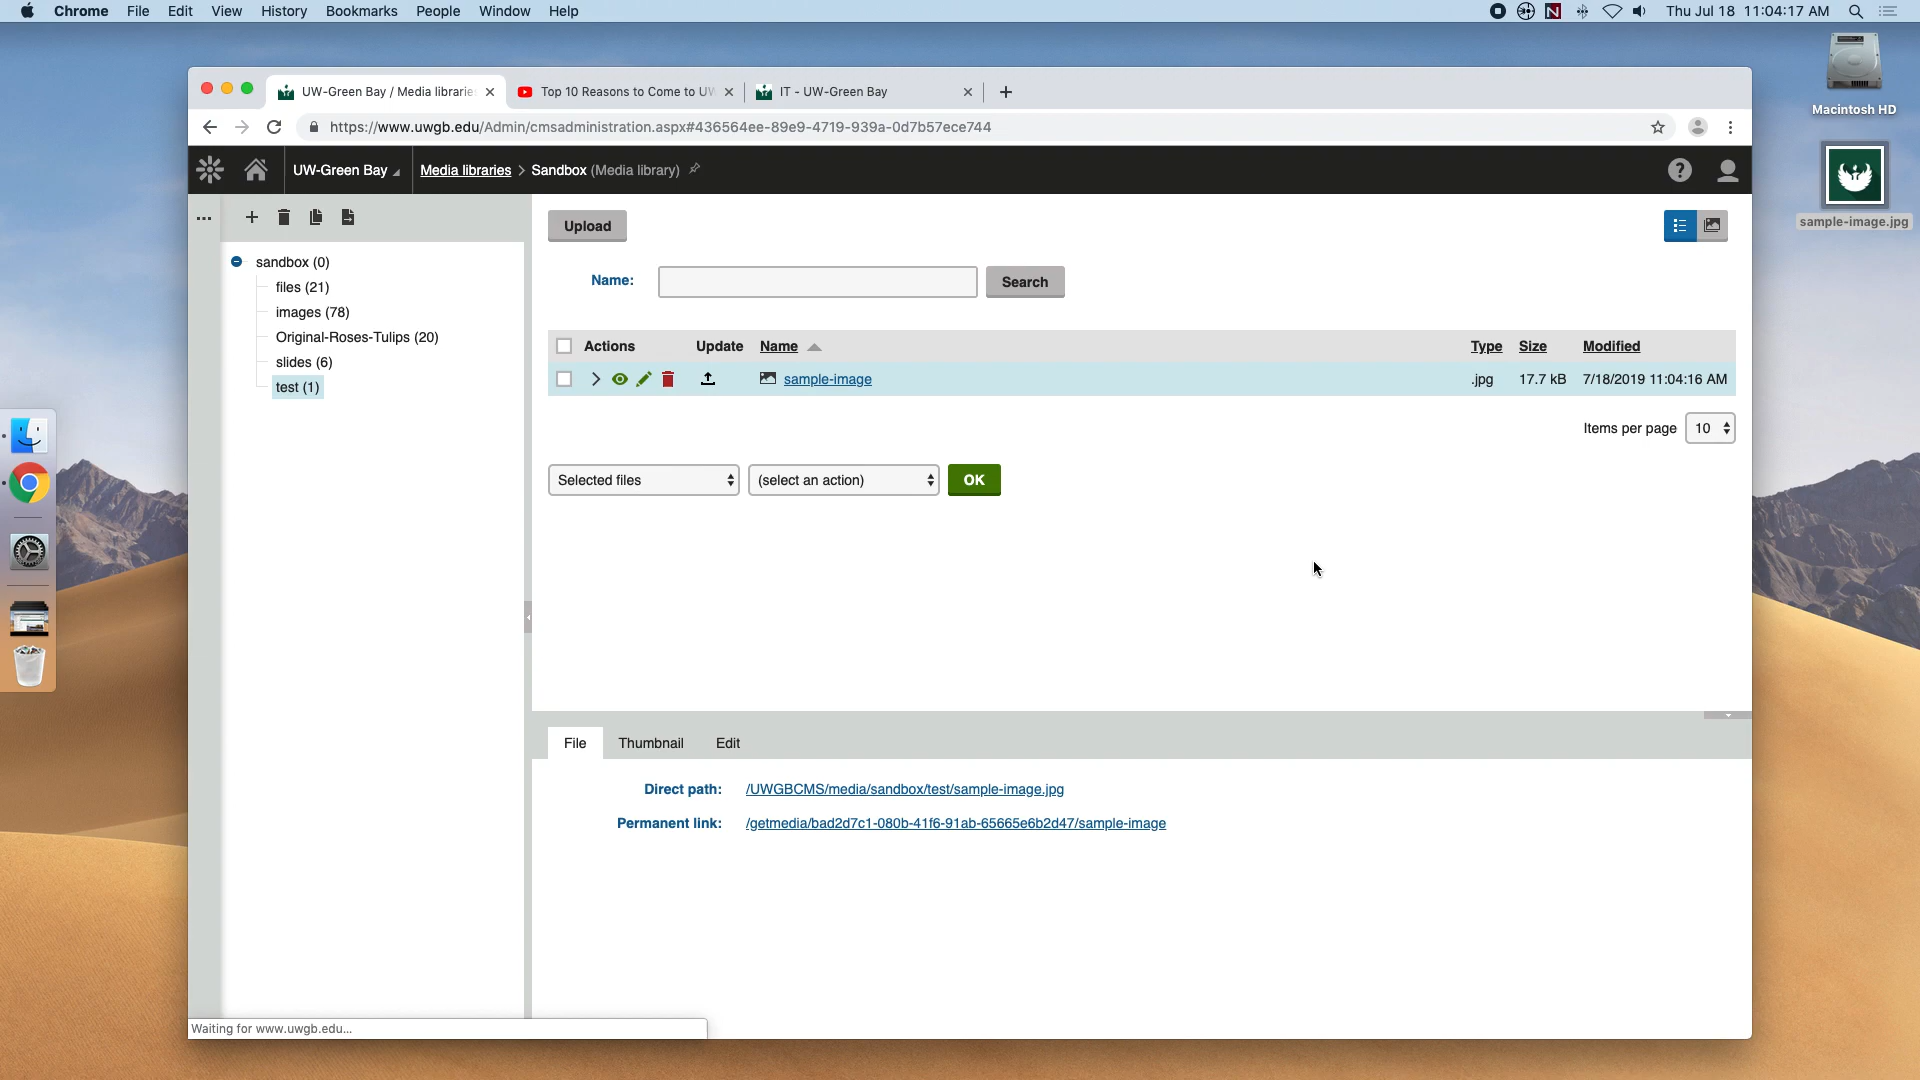 Chrome File Edit View History Bookmarks People Window Help
Thu Jul 18 11:04:17 AM
Macintosh HD
sample-image.jpg
UW-Green Bay / Media librarie
Top 10 Reasons to Come to UW
IT - UW-Green Bay
https://www.uwgb.edu/Admin/cmsadministration.aspx#436564ee-89e9-4719-939a-0d7b57ece744
UW-Green Bay
Media libraries > Sandbox (Media library)
sandbox (0)
files (21)
images (78)
Original-Roses-Tulips (20)
slides (6)
test (1)
Upload
Name:
Search
Actions Update Name Type Size Modified
sample-image .jpg 17.7 kB 7/18/2019 11:04:16 AM
Items per page 10
Selected files (select an action) OK
File Thumbnail Edit
Direct path: /UWGBCMS/media/sandbox/test/sample-image.jpg
Permanent link: /getmedia/bad2d7c1-080b-41f6-91ab-65665e6b2d47/sample-image
Waiting for www.uwgb.edu...